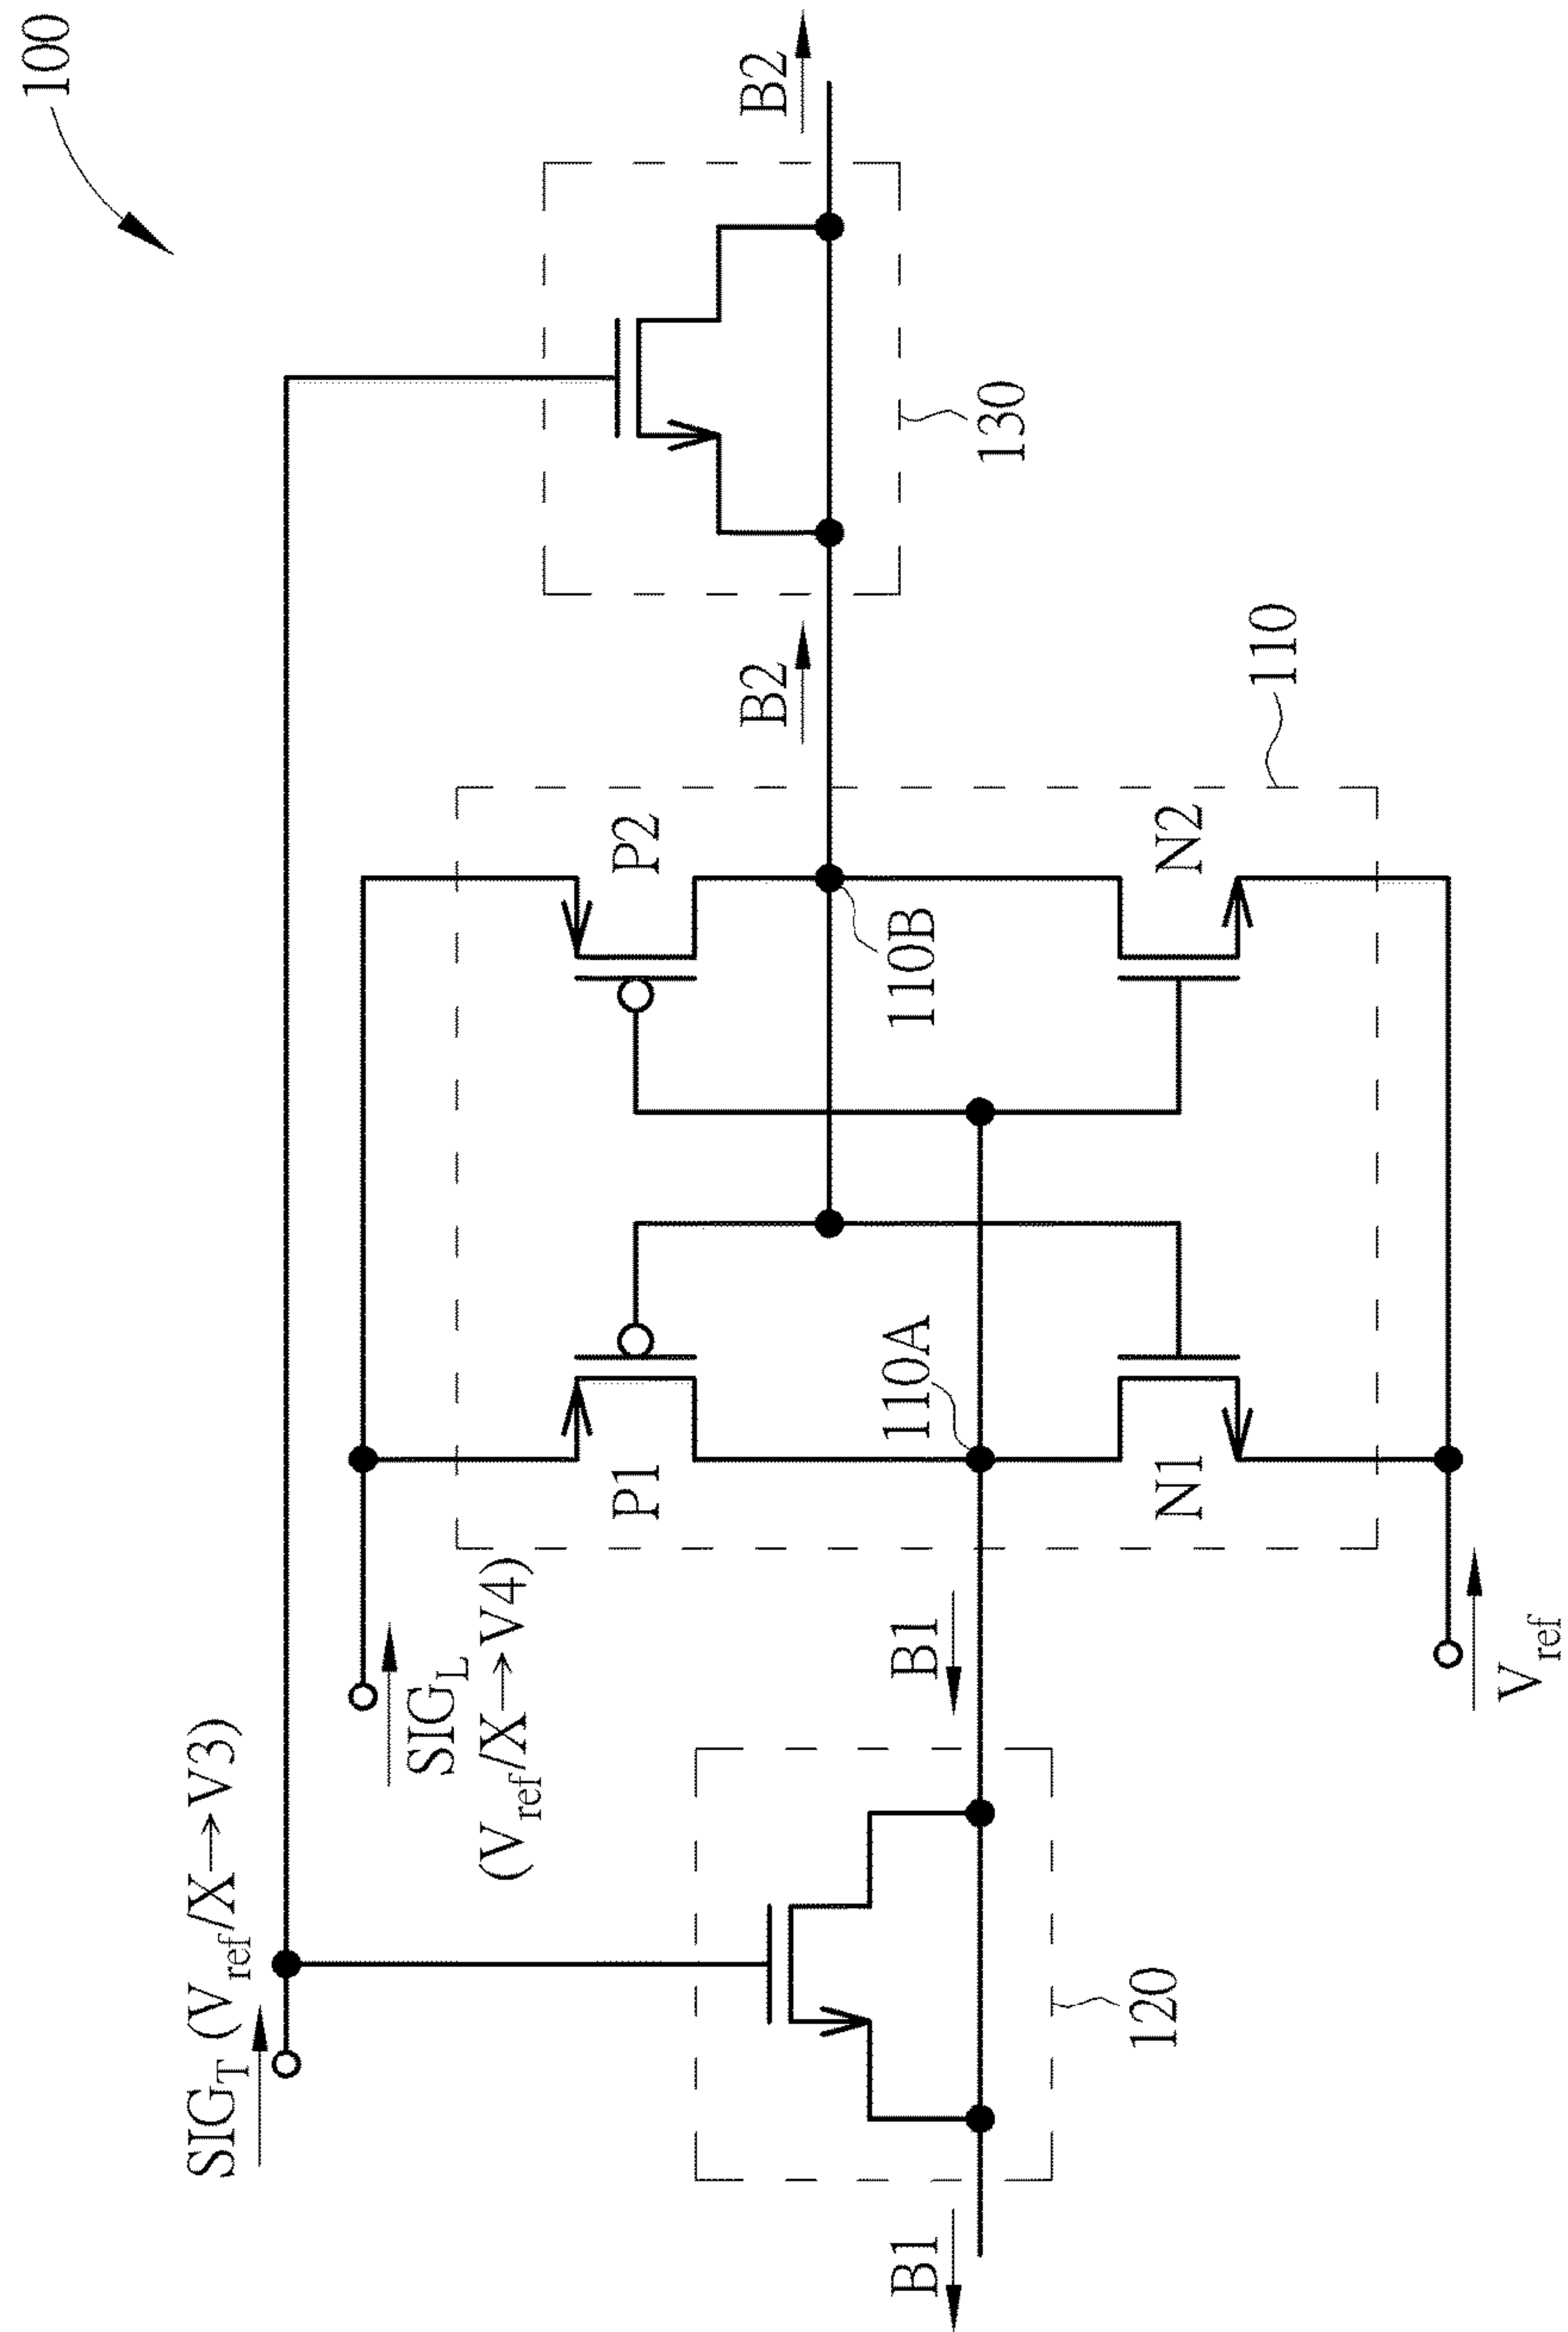 100
SIG_T (V_ref/X→V3)
SIG_L
(V_ref/X→V4)
B2
B2
130
P1
P2
110B
110A
B1
B1
120
N1
N2
110
V_ref